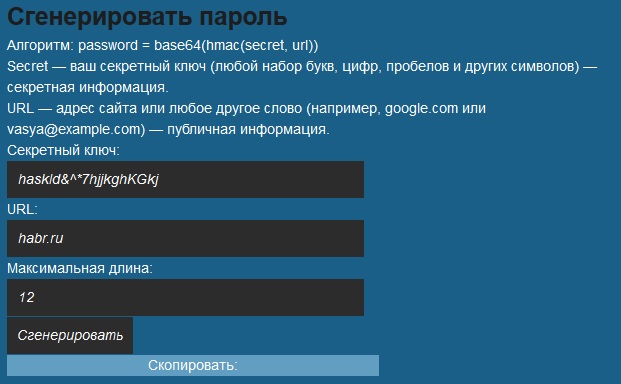 Сгенерировать пароль
Алгоритм: password = base64(hmac(secret, url))
Secret — ваш секретный ключ (любой набор букв, цифр, пробелов и других символов) —
секретная информация.
URL — адрес сайта или любое другое слово (например, google.com или
vasya@example.com) — публичная информация.
Секретный ключ:
haskld&^*7hjjkghKGkj
URL:
habr.ru
Максимальная длина:
12
Сгенерировать
Скопировать: